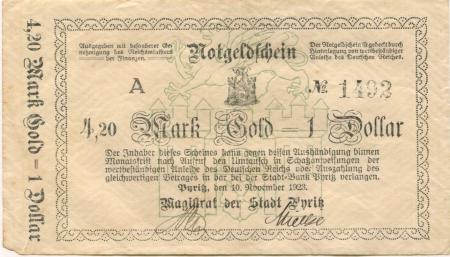 4,20 Mark Gold – 1 Dollar
Notgeldschein
Ausgegeben mit besonderer Ge-
nehmigung des Reichsministers
der Finanzen.
Der Notgeldschein ist gedeckt durch
Hinterlegung von wertbeständiger
Anleihe des Deutschen Reiches.
A
№ 1492
4,20 Mark Gold – 1 Dollar
Der Inhaber dieses Scheines kann gegen dessen Aushändigung binnen
Monatsfrist nach Aufruf den Umtausch in Schatzanweisungen der
wertbeständigen Anleihe des Deutschen Reichs oder Auszahlung des
gleichwertigen Betrages in bar bei der Stadt-Bank Pyritz verlangen.
Pyritz, den 10. November 1923.
Magistrat der Stadt Pyritz